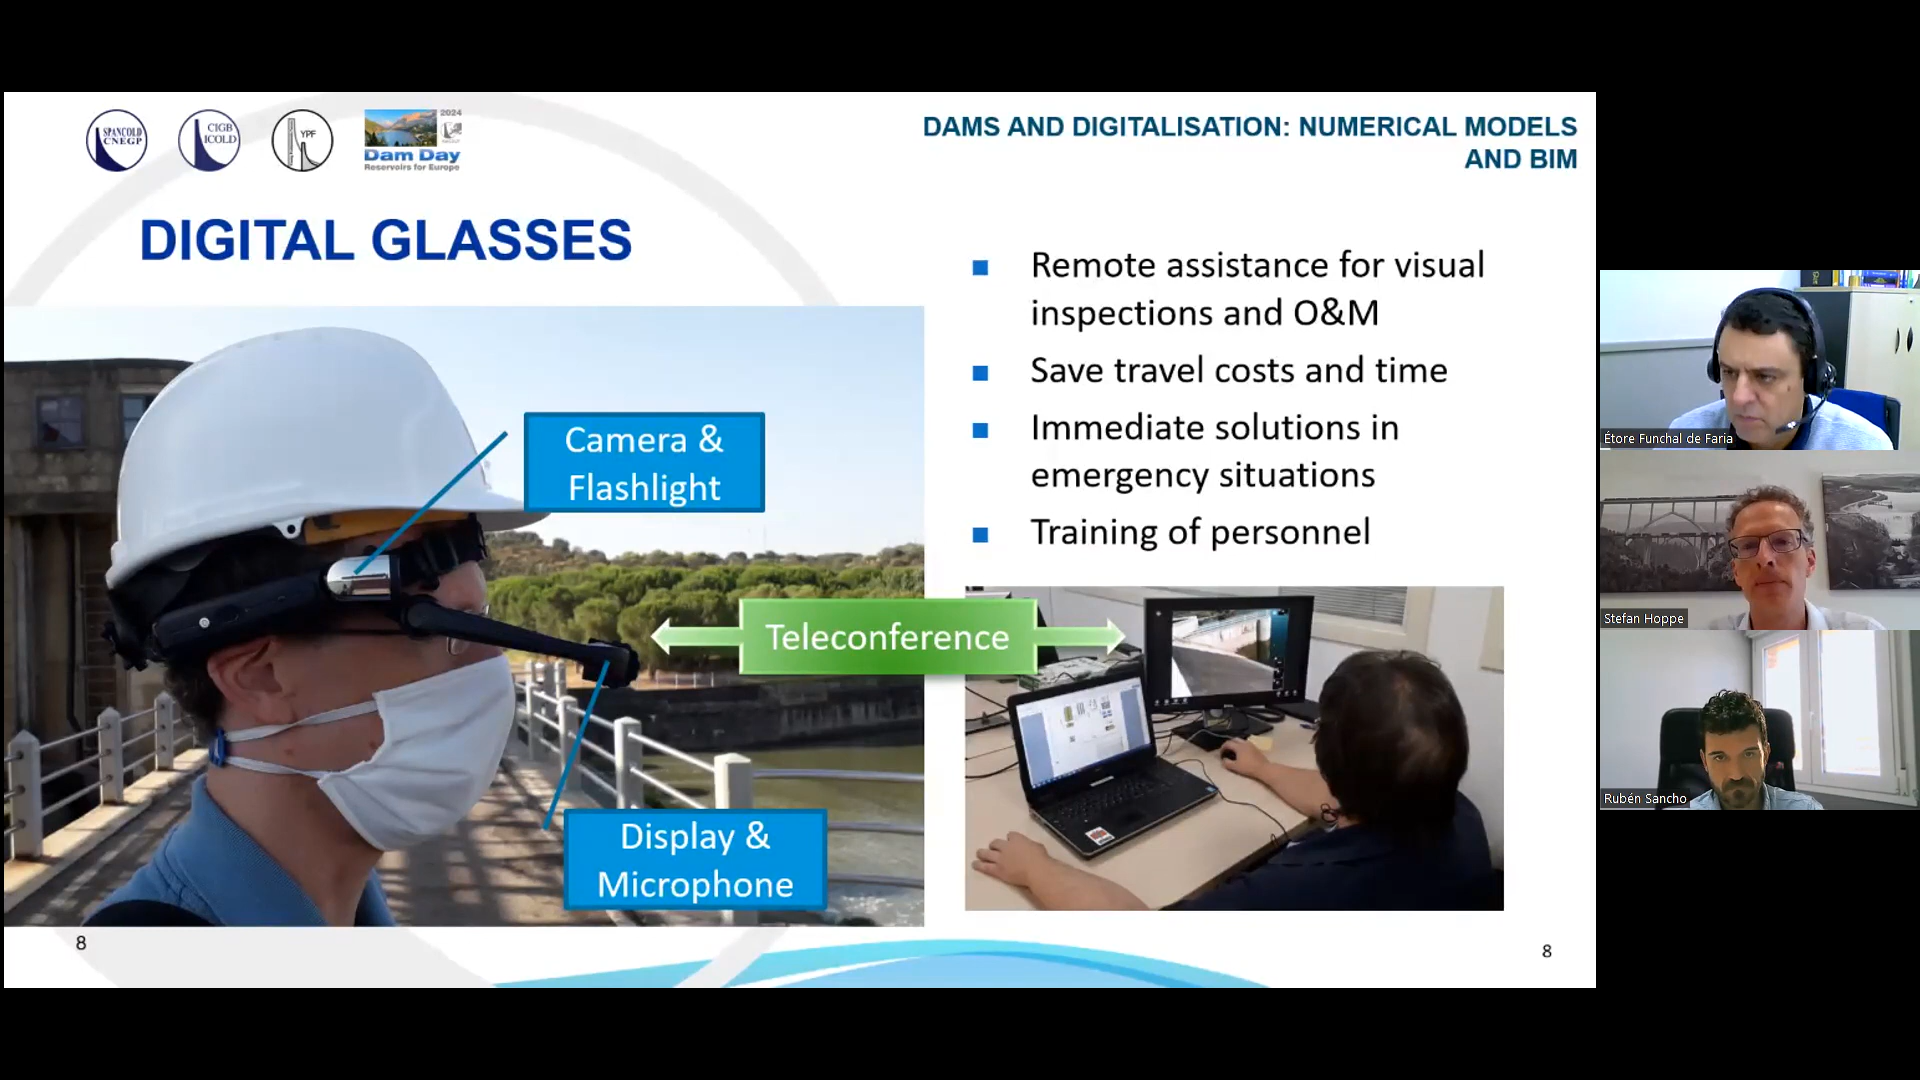 SPANCOLD
CNEGP
CIGB
ICOLD
YPF
2024
Dam Day
Reservoirs for Europe
DAMS AND DIGITALISATION: NUMERICAL MODELS
AND BIM
DIGITAL GLASSES
Remote assistance for visual
inspections and O&M
Save travel costs and time
Immediate solutions in
emergency situations
Training of personnel
Camera &
Flashlight
Teleconference
Display &
Microphone
8
8
Étore Funchal de Faria
Stefan Hoppe
Rubén Sancho